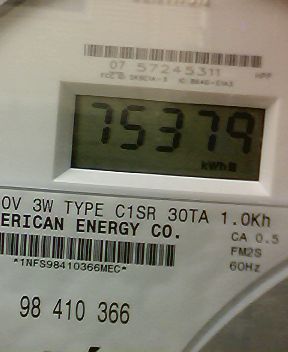 07 57245311 HPF
75379
kWh
0V 3W TYPE C1SR 30TA 1.0Kh
ERICAN ENERGY CO.
CA 0.5
FM2S
60Hz
*1NFS98410366MEC*
98 410 366